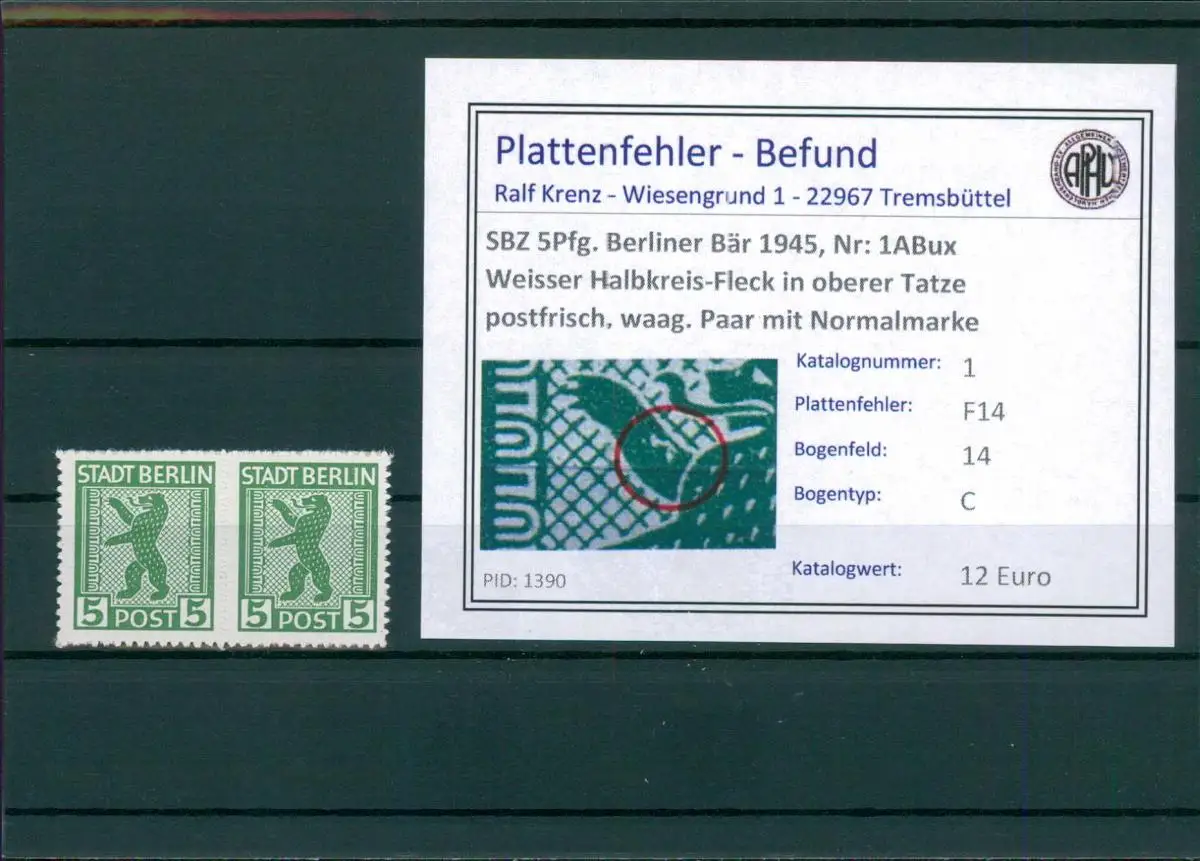 STADT BERLIN
5 POST 5
STADT BERLIN
5 POST 5
Plattenfehler - Befund
Ralf Krenz - Wiesengrund 1 - 22967 Tremsbüttel
SBZ 5Pfg. Berliner Bär 1945, Nr: 1ABux
Weisser Halbkreis-Fleck in oberer Tatze
postfrisch, waag. Paar mit Normalmarke
Katalognummer: 1
Plattenfehler: F14
Bogenfeld: 14
Bogentyp: C
Katalogwert: 12 Euro
PID: 1390